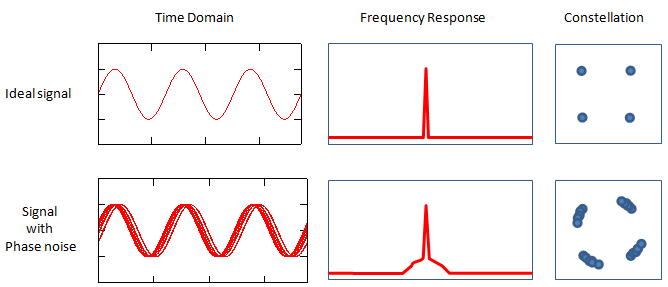 Time Domain
Frequency Response
Constellation
Ideal signal
Signal
with
Phase noise